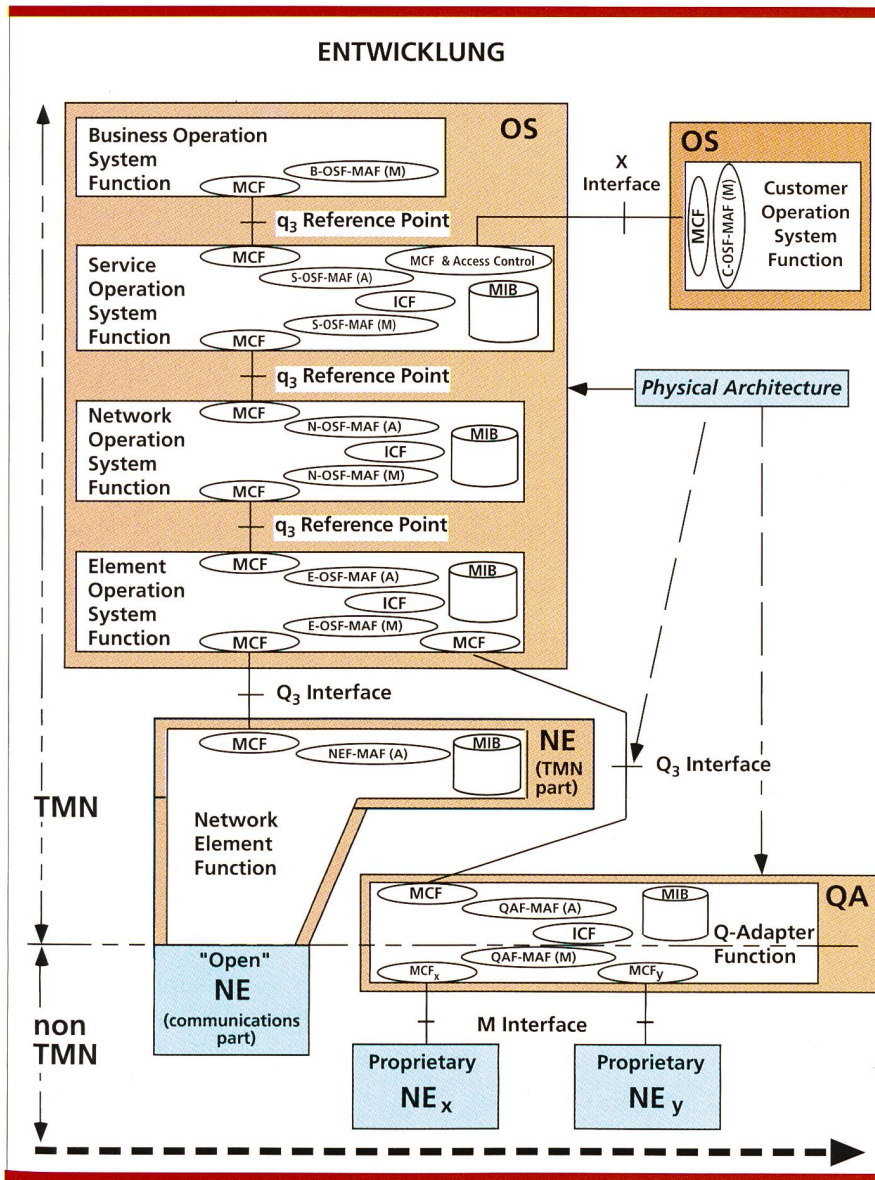 ENTWICKLUNG
OS
Business Operation
System
Function
B-OSF-MAF (M)
MCF
q3 Reference Point
OS
X
Interface
MCF
C-OSF-MAF (M)
Customer
Operation
System
Function
MCF
MCF & Access Control
Service
Operation
System
Function
S-OSF-MAF (A)
ICF
MIB
S-OSF-MAF (M)
MCF
q3 Reference Point
Physical Architecture
MCF
Network
Operation
System
Function
N-OSF-MAF (A)
ICF
MIB
N-OSF-MAF (M)
MCF
q3 Reference Point
MCF
Element
Operation
System
Function
E-OSF-MAF (A)
ICF
MIB
E-OSF-MAF (M)
MCF
MCF
Q3 Interface
MCF
NEF-MAF (A)
MIB
NE
(TMN
part)
Q3 Interface
TMN
Network
Element
Function
MCF
QAF-MAF (A)
MIB
QA
ICF
Q-Adapter
Function
QAF-MAF (M)
MCFx
MCFy
"Open"
NE
(communications
part)
non
TMN
M Interface
Proprietary
NE x
Proprietary
NE y